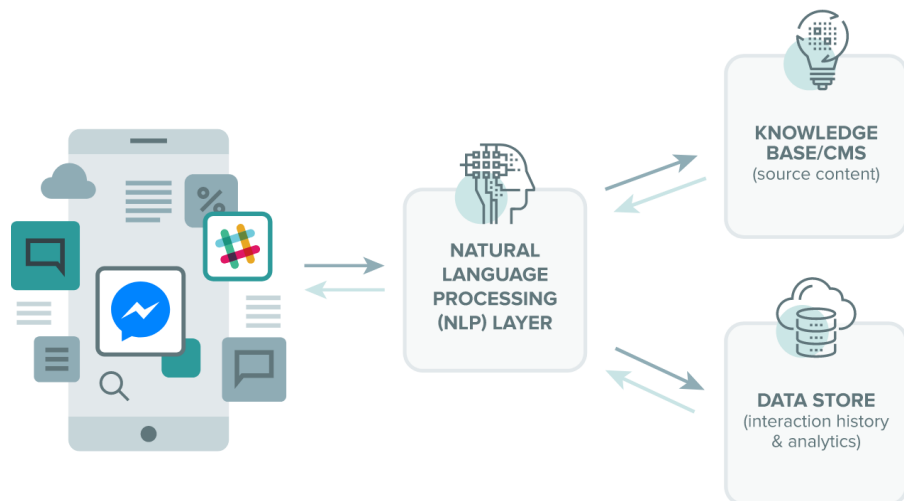 KNOWLEDGE
BASE/CMS
(source content)
%
NATURAL
LANGUAGE
PROCESSING
(NLP) LAYER
DATA STORE
(interaction history
& analytics)